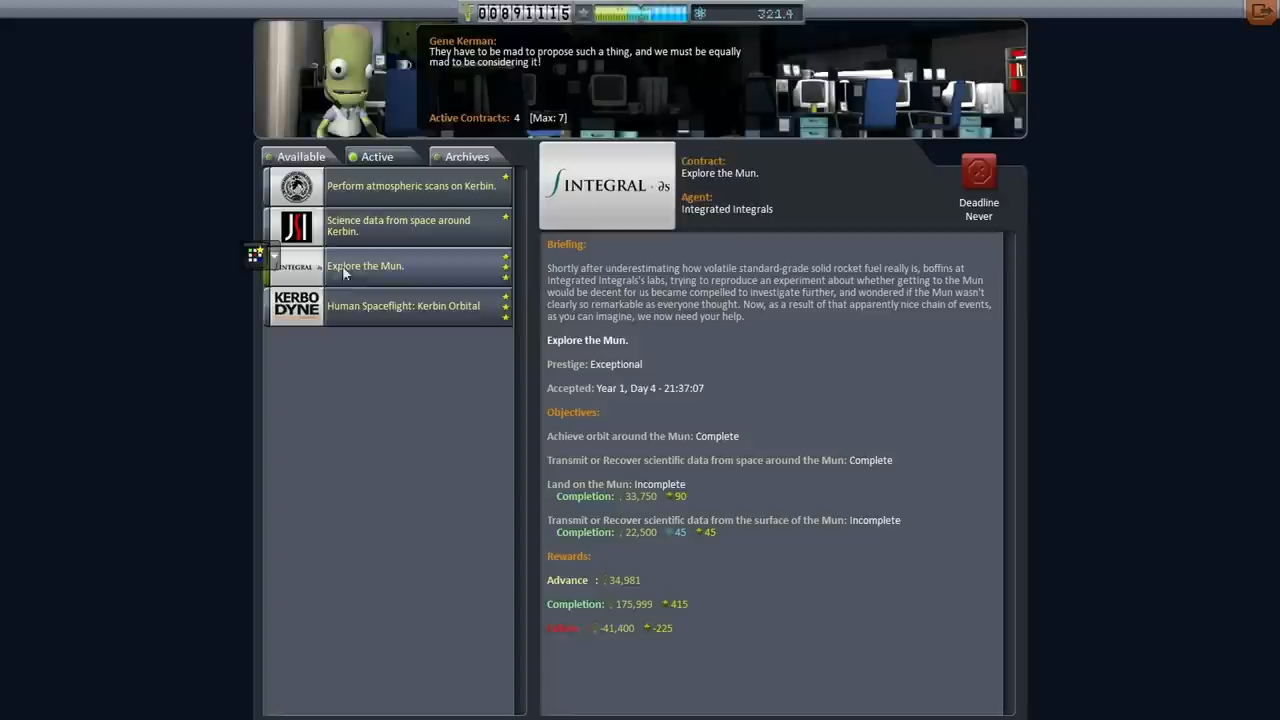 00891115
321.4
Gene Kerman:
They have to be mad to propose such a thing, and we must be equally
mad to be considering it!
Active Contracts: 4 [Max: 7]
Available
Active
Archives
Perform atmospheric scans on Kerbin.
JSI
Science data from space around
Kerbin.
∫INTEGRAL · ∂s
Explore the Mun.
KERBO
DYNE
Human Spaceflight: Kerbin Orbital
∫INTEGRAL · ∂s
Contract:
Explore the Mun.
Agent:
Integrated Integrals
Deadline
Never
Briefing:
Shortly after underestimating how volatile standard-grade solid rocket fuel really is, boffins at
Integrated Integrals's labs, trying to reproduce an experiment about whether getting to the Mun
would be decent for us became compelled to investigate further, and wondered if the Mun wasn't
clearly so remarkable as everyone thought. Now, as a result of that apparently nice chain of events,
as you can imagine, we now need your help.
Explore the Mun.
Prestige: Exceptional
Accepted: Year 1, Day 4 - 21:37:07
Objectives:
Achieve orbit around the Mun: Complete
Transmit or Recover scientific data from space around the Mun: Complete
Land on the Mun: Incomplete
Completion: 33,750 90
Transmit or Recover scientific data from the surface of the Mun: Incomplete
Completion: 22,500 45 45
Rewards:
Advance : 34,981
Completion: 175,999 415
-41,400 -225